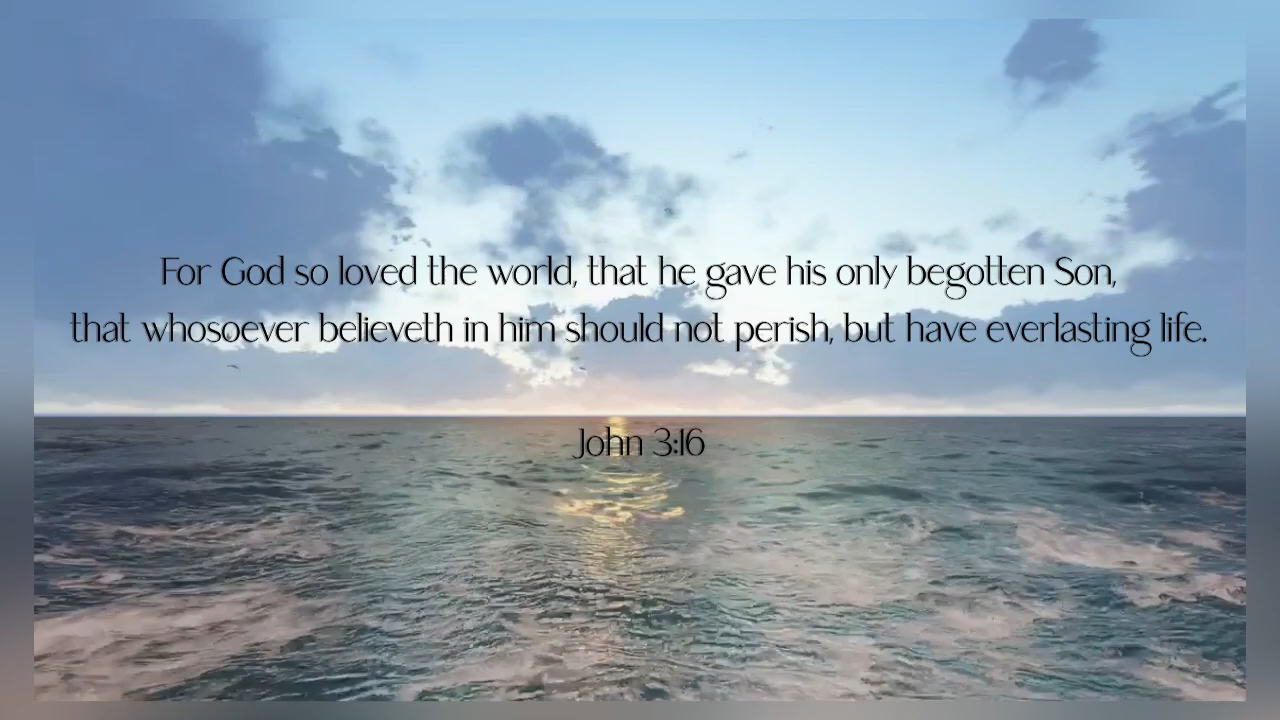 For God so loved the world, that he gave his only begotten Son,
that whosoever believeth in him should not perish, but have everlasting life.
John 3:16